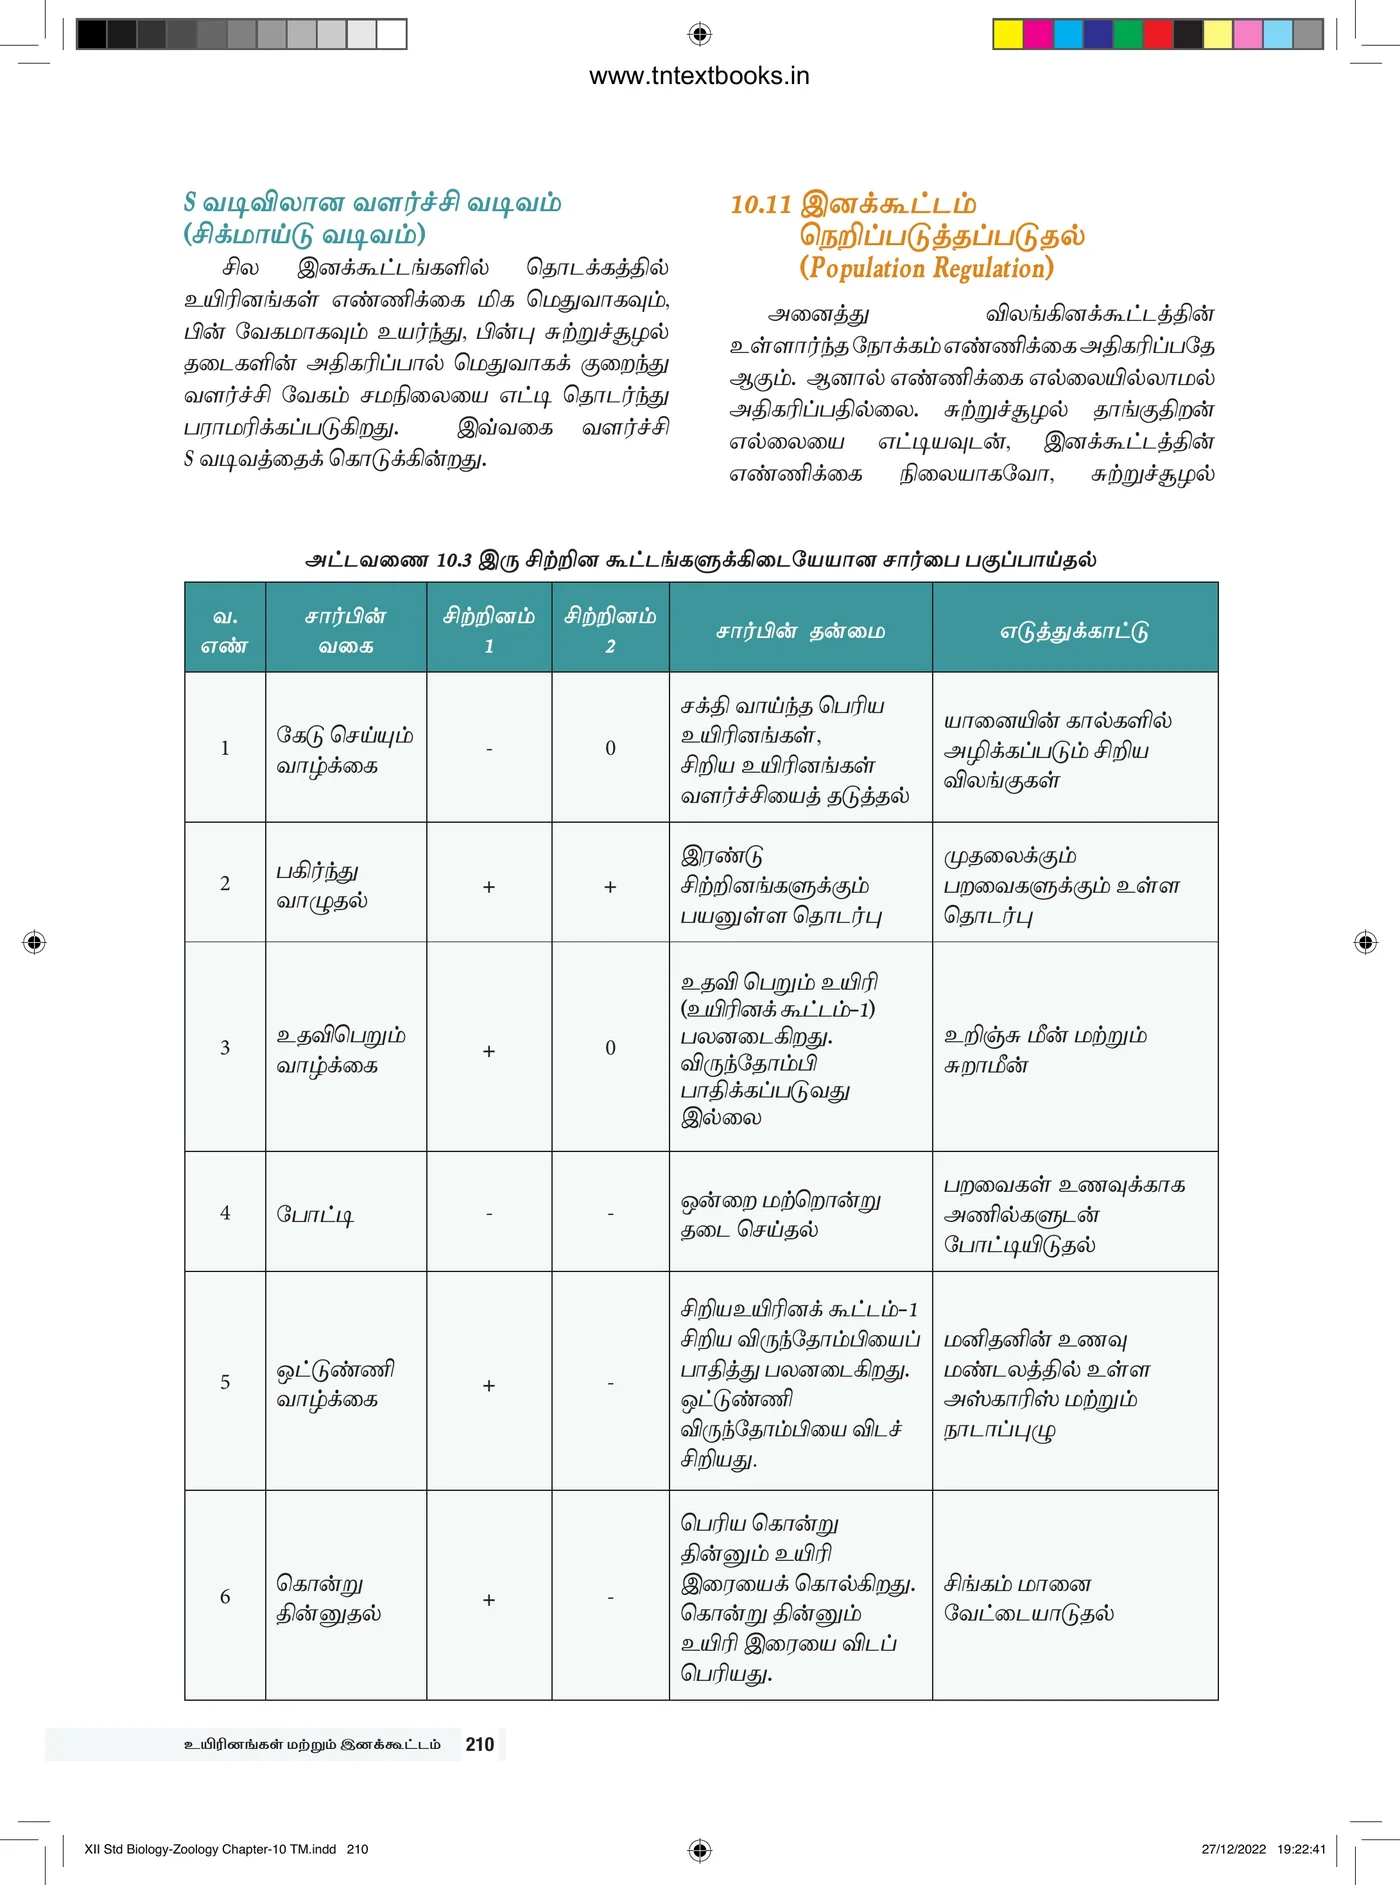 www.tntextbooks.in
S வடிவிலான வளர்ச்சி வடிவம்
(சிக்மாய்டு வடிவம்)
சில இனக்கூட்டங்களில் தொடக்கத்தில்
உயிரினங்கள் எண்ணிக்கை மிக மெதுவாகவும்,
பின் வேகமாகவும் உயர்ந்து, பின்பு சுற்றுச்சூழல்
தடைகளின் அதிகரிப்பால் மெதுவாகக் குறைந்து
வளர்ச்சி வேகம் சமநிலையை எட்டி தொடர்ந்து
பராமரிக்கப்படுகிறது. இவ்வகை வளர்ச்சி
S வடிவத்தைக் கொடுக்கின்றது.
10.11 இனக்கூட்டம்
நெறிப்படுத்தப்படுதல்
(Population Regulation)
அனைத்து விலங்கினக்கூட்டத்தின்
உள்ளார்ந்த நோக்கம் எண்ணிக்கை அதிகரிப்பதே
ஆகும். ஆனால் எண்ணிக்கை எல்லையில்லாமல்
அதிகரிப்பதில்லை. சுற்றுச்சூழல் தாங்குதிறன்
எல்லையை எட்டியவுடன், இனக்கூட்டத்தின்
எண்ணிக்கை நிலையாகவோ, சுற்றுச்சூழல்
அட்டவணை 10.3 இரு சிற்றின கூட்டங்களுக்கிடையேயான சார்பை பகுப்பாய்தல்
வ.
எண்
சார்பின்
வகை
சிற்றினம்
1
சிற்றினம்
2
சார்பின் தன்மை
எடுத்துக்காட்டு
1
கேடு செய்யும்
வாழ்க்கை
-
0
சக்தி வாய்ந்த பெரிய
உயிரினங்கள்,
சிறிய உயிரினங்கள்
வளர்ச்சியைத் தடுத்தல்
யானையின் கால்களில்
அழிக்கப்படும் சிறிய
விலங்குகள்
2
பகிர்ந்து
வாழுதல்
+
+
இரண்டு
சிற்றினங்களுக்கும்
பயனுள்ள தொடர்பு
முதலைக்கும்
பறவைகளுக்கும் உள்ள
தொடர்பு
3
உதவிபெறும்
வாழ்க்கை
+
0
உதவி பெறும் உயிரி
(உயிரினக் கூட்டம்-1)
பலனடைகிறது.
விருந்தோம்பி
பாதிக்கப்படுவது
இல்லை
உறிஞ்சு மீன் மற்றும்
சுறாமீன்
4
போட்டி
-
-
ஒன்றை மற்றொன்று
தடை செய்தல்
பறவைகள் உணவுக்காக
அணில்களுடன்
போட்டியிடுதல்
5
ஒட்டுண்ணி
வாழ்க்கை
+
-
சிறியஉயிரினக் கூட்டம்-1
சிறிய விருந்தோம்பியைப்
பாதித்து பலனடைகிறது.
ஒட்டுண்ணி
விருந்தோம்பியை விடச்
சிறியது.
மனிதனின் உணவு
மண்டலத்தில் உள்ள
அஸ்காரிஸ் மற்றும்
நாடாப்புழு
6
கொன்று
தின்னுதல்
+
-
பெரிய கொன்று
தின்னும் உயிரி
இரையைக் கொல்கிறது.
கொன்று தின்னும்
உயிரி இரையை விடப்
பெரியது.
சிங்கம் மானை
வேட்டையாடுதல்
உயிரினங்கள் மற்றும் இனக்கூட்டம் 210
XII Std Biology-Zoology Chapter-10 TM.indd 210
27/12/2022 19:22:41